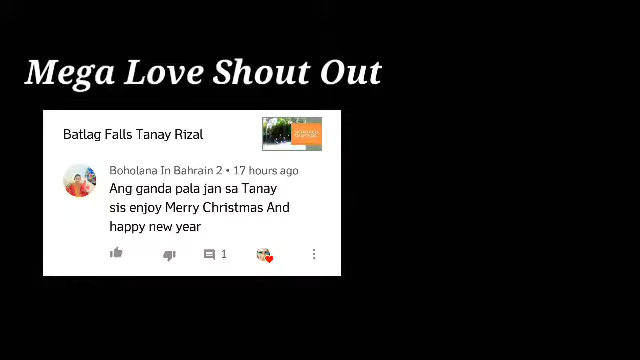 Mega Love Shout Out
Batlag Falls Tanay Rizal
Boholana In Bahrain 2 • 17 hours ago
Ang ganda pala jan sa Tanay
sis enjoy Merry Christmas And
happy new year
1